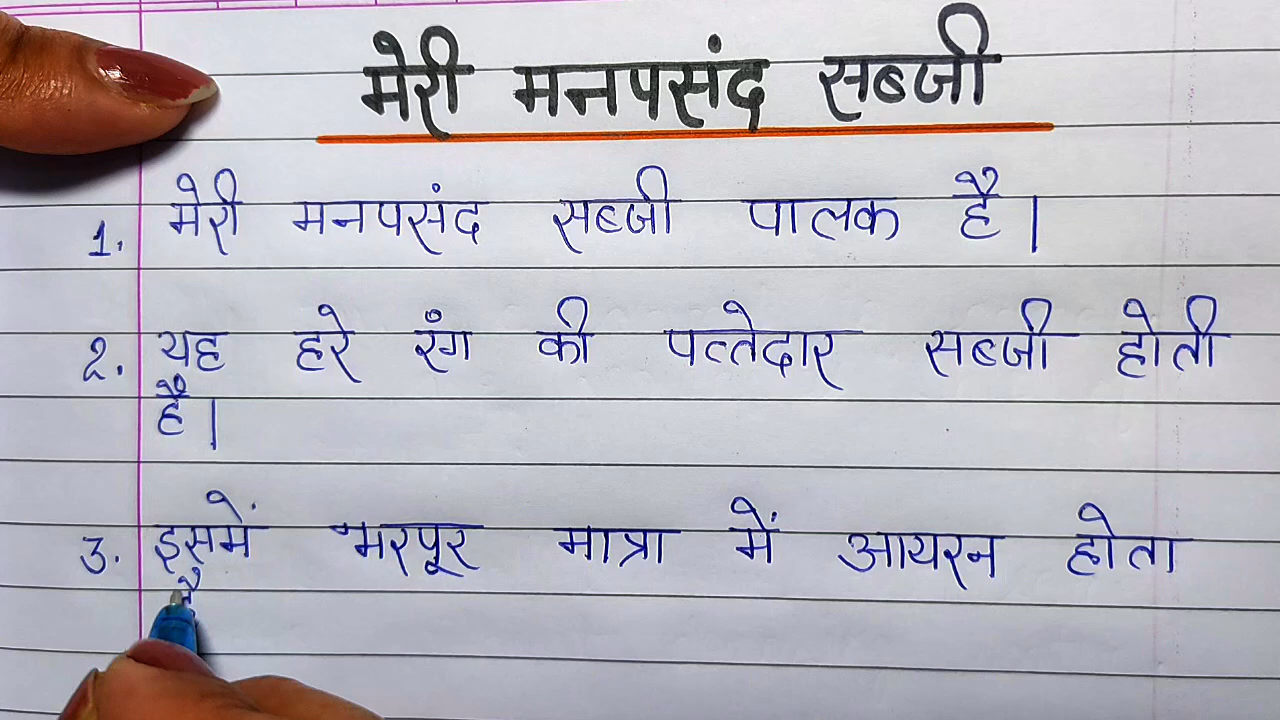 मेरी मनपसंद सब्जी
1. मेरी मनपसंद सब्जी पालक है।
2. यह हरे रंग की पत्तेदार सब्जी होती
है।
3. इसमें भरपूर मात्रा में आयरन होता